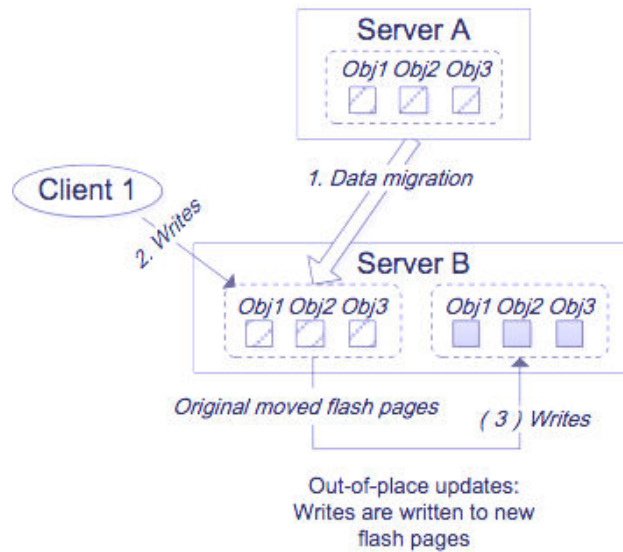 Server A
Obj1 Obj2 Obj3
1. Data migration
Client 1
2. Writes
Server B
Obj1 Obj2 Obj3
Obj1 Obj2 Obj3
Original moved flash pages
( 3 ) Writes
Out-of-place updates:
Writes are written to new
flash pages